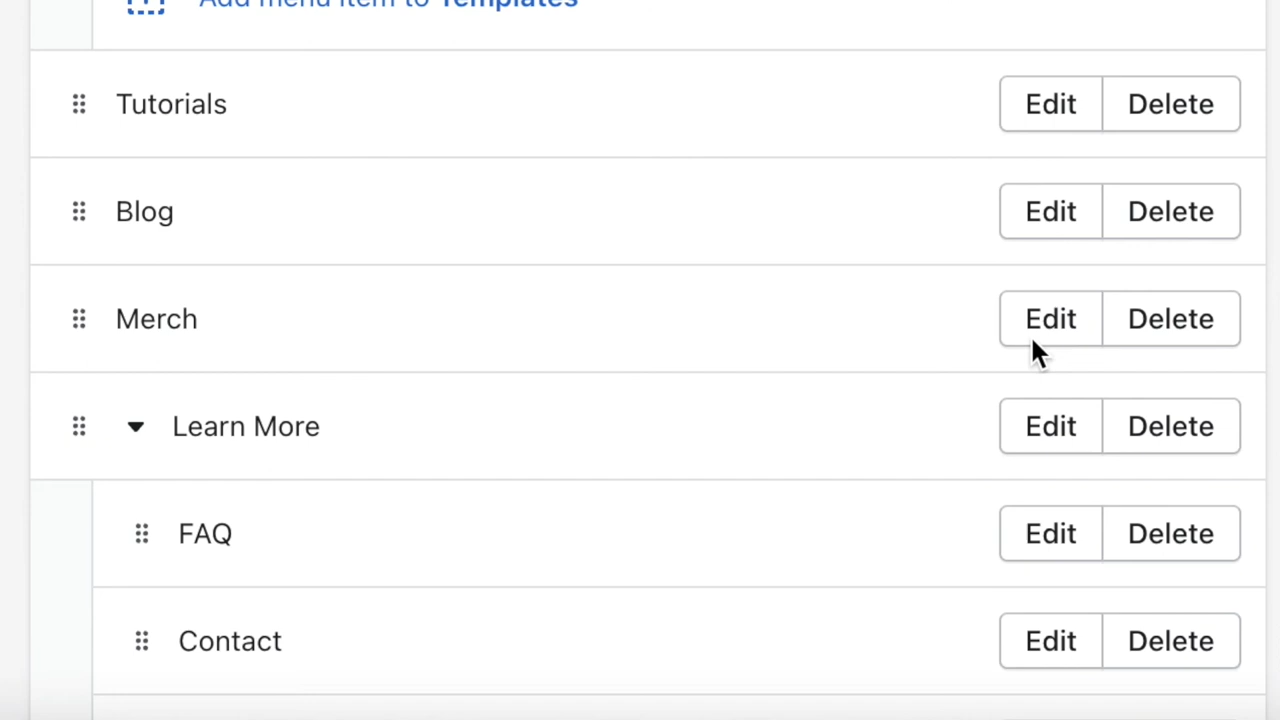 Add menu item to Templates
Tutorials Edit Delete
Blog Edit Delete
Merch Edit Delete
Learn More Edit Delete
FAQ Edit Delete
Contact Edit Delete